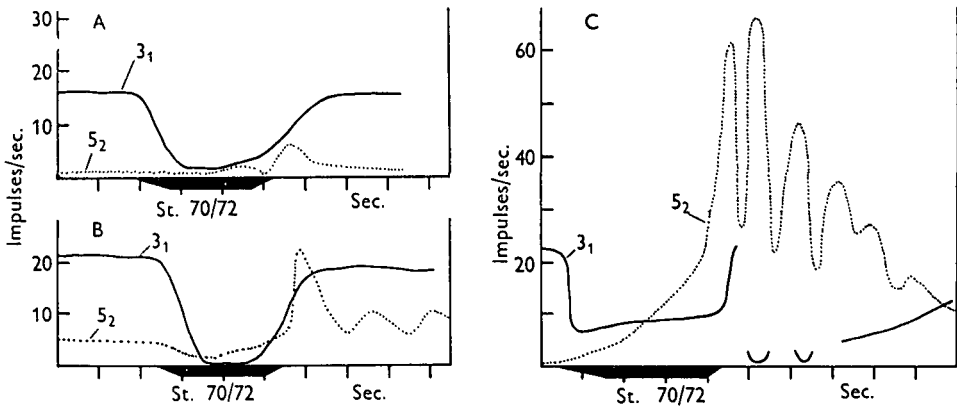 A
30
20
10
3₁
5₂
St. 70/72
Sec.
Impulses/sec.
B
20
10
3₁
5₂
St. 70/72
Sec.
C
60
40
20
5₂
3₁
Impulses/sec.
St. 70/72
Sec.